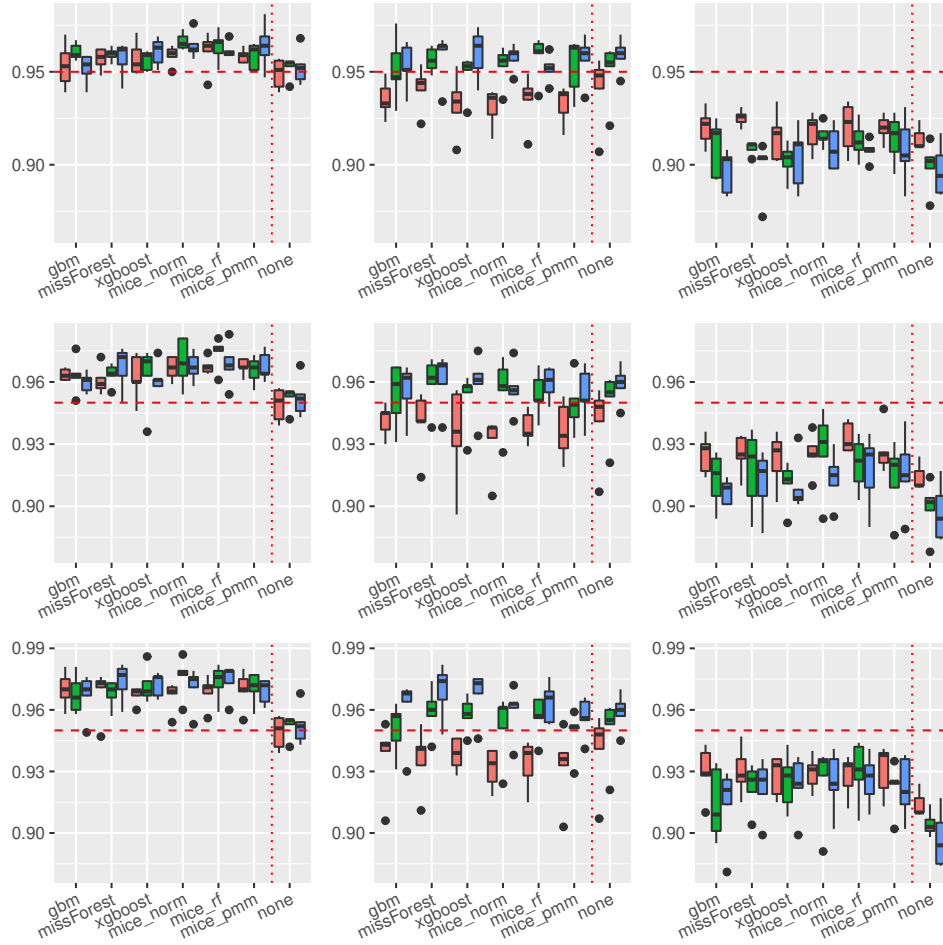 0.95
0.90
gbm
missForest
xgboost
mice_norm
mice_rf
mice_pmm
none
0.95
0.90
gbm
missForest
xgboost
mice_norm
mice_rf
mice_pmm
none
0.95
0.90
gbm
missForest
xgboost
mice_norm
mice_rf
mice_pmm
none
0.96
0.93
0.90
gbm
missForest
xgboost
mice_norm
mice_rf
mice_pmm
none
0.96
0.93
0.90
gbm
missForest
xgboost
mice_norm
mice_rf
mice_pmm
none
0.96
0.93
0.90
gbm
missForest
xgboost
mice_norm
mice_rf
mice_pmm
none
0.99
0.96
0.93
0.90
gbm
missForest
xgboost
mice_norm
mice_rf
mice_pmm
none
0.99
0.96
0.93
0.90
gbm
missForest
xgboost
mice_norm
mice_rf
mice_pmm
none
0.99
0.96
0.93
0.90
gbm
missForest
xgboost
mice_norm
mice_rf
mice_pmm
none